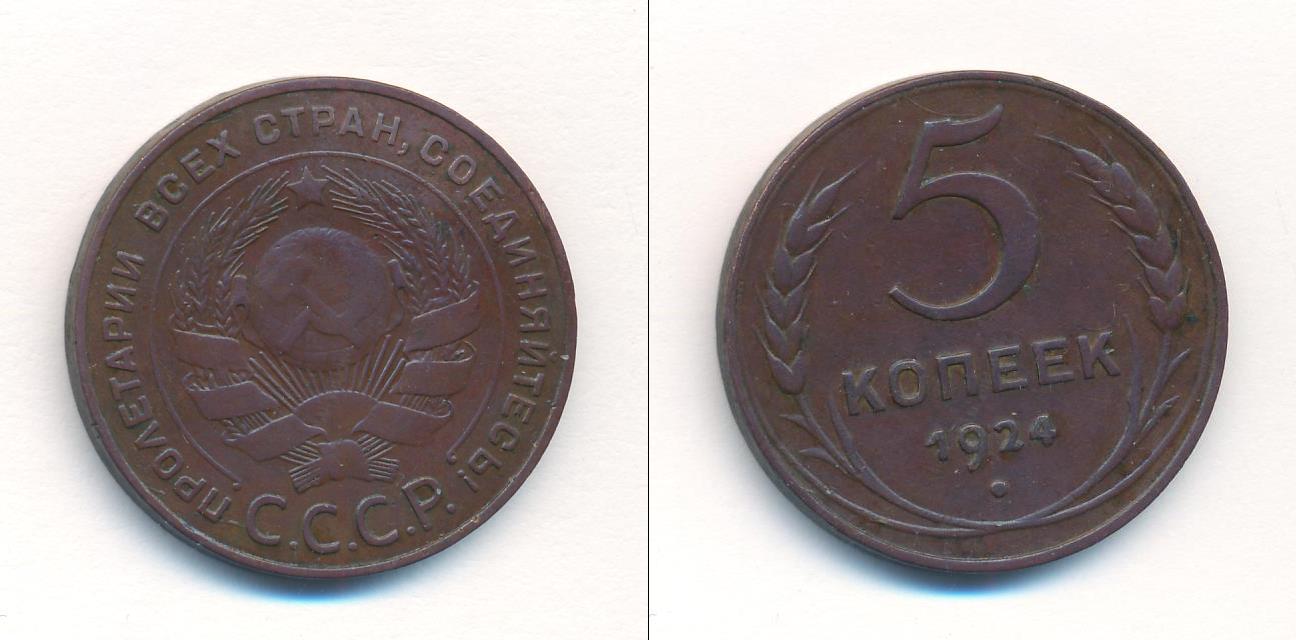 ПРОЛЕТАРИИ ВСЕХ СТРАН, СОЕДИНЯЙТЕСЬ!
С.С.С.Р.
5
КОПЕЕК
1924